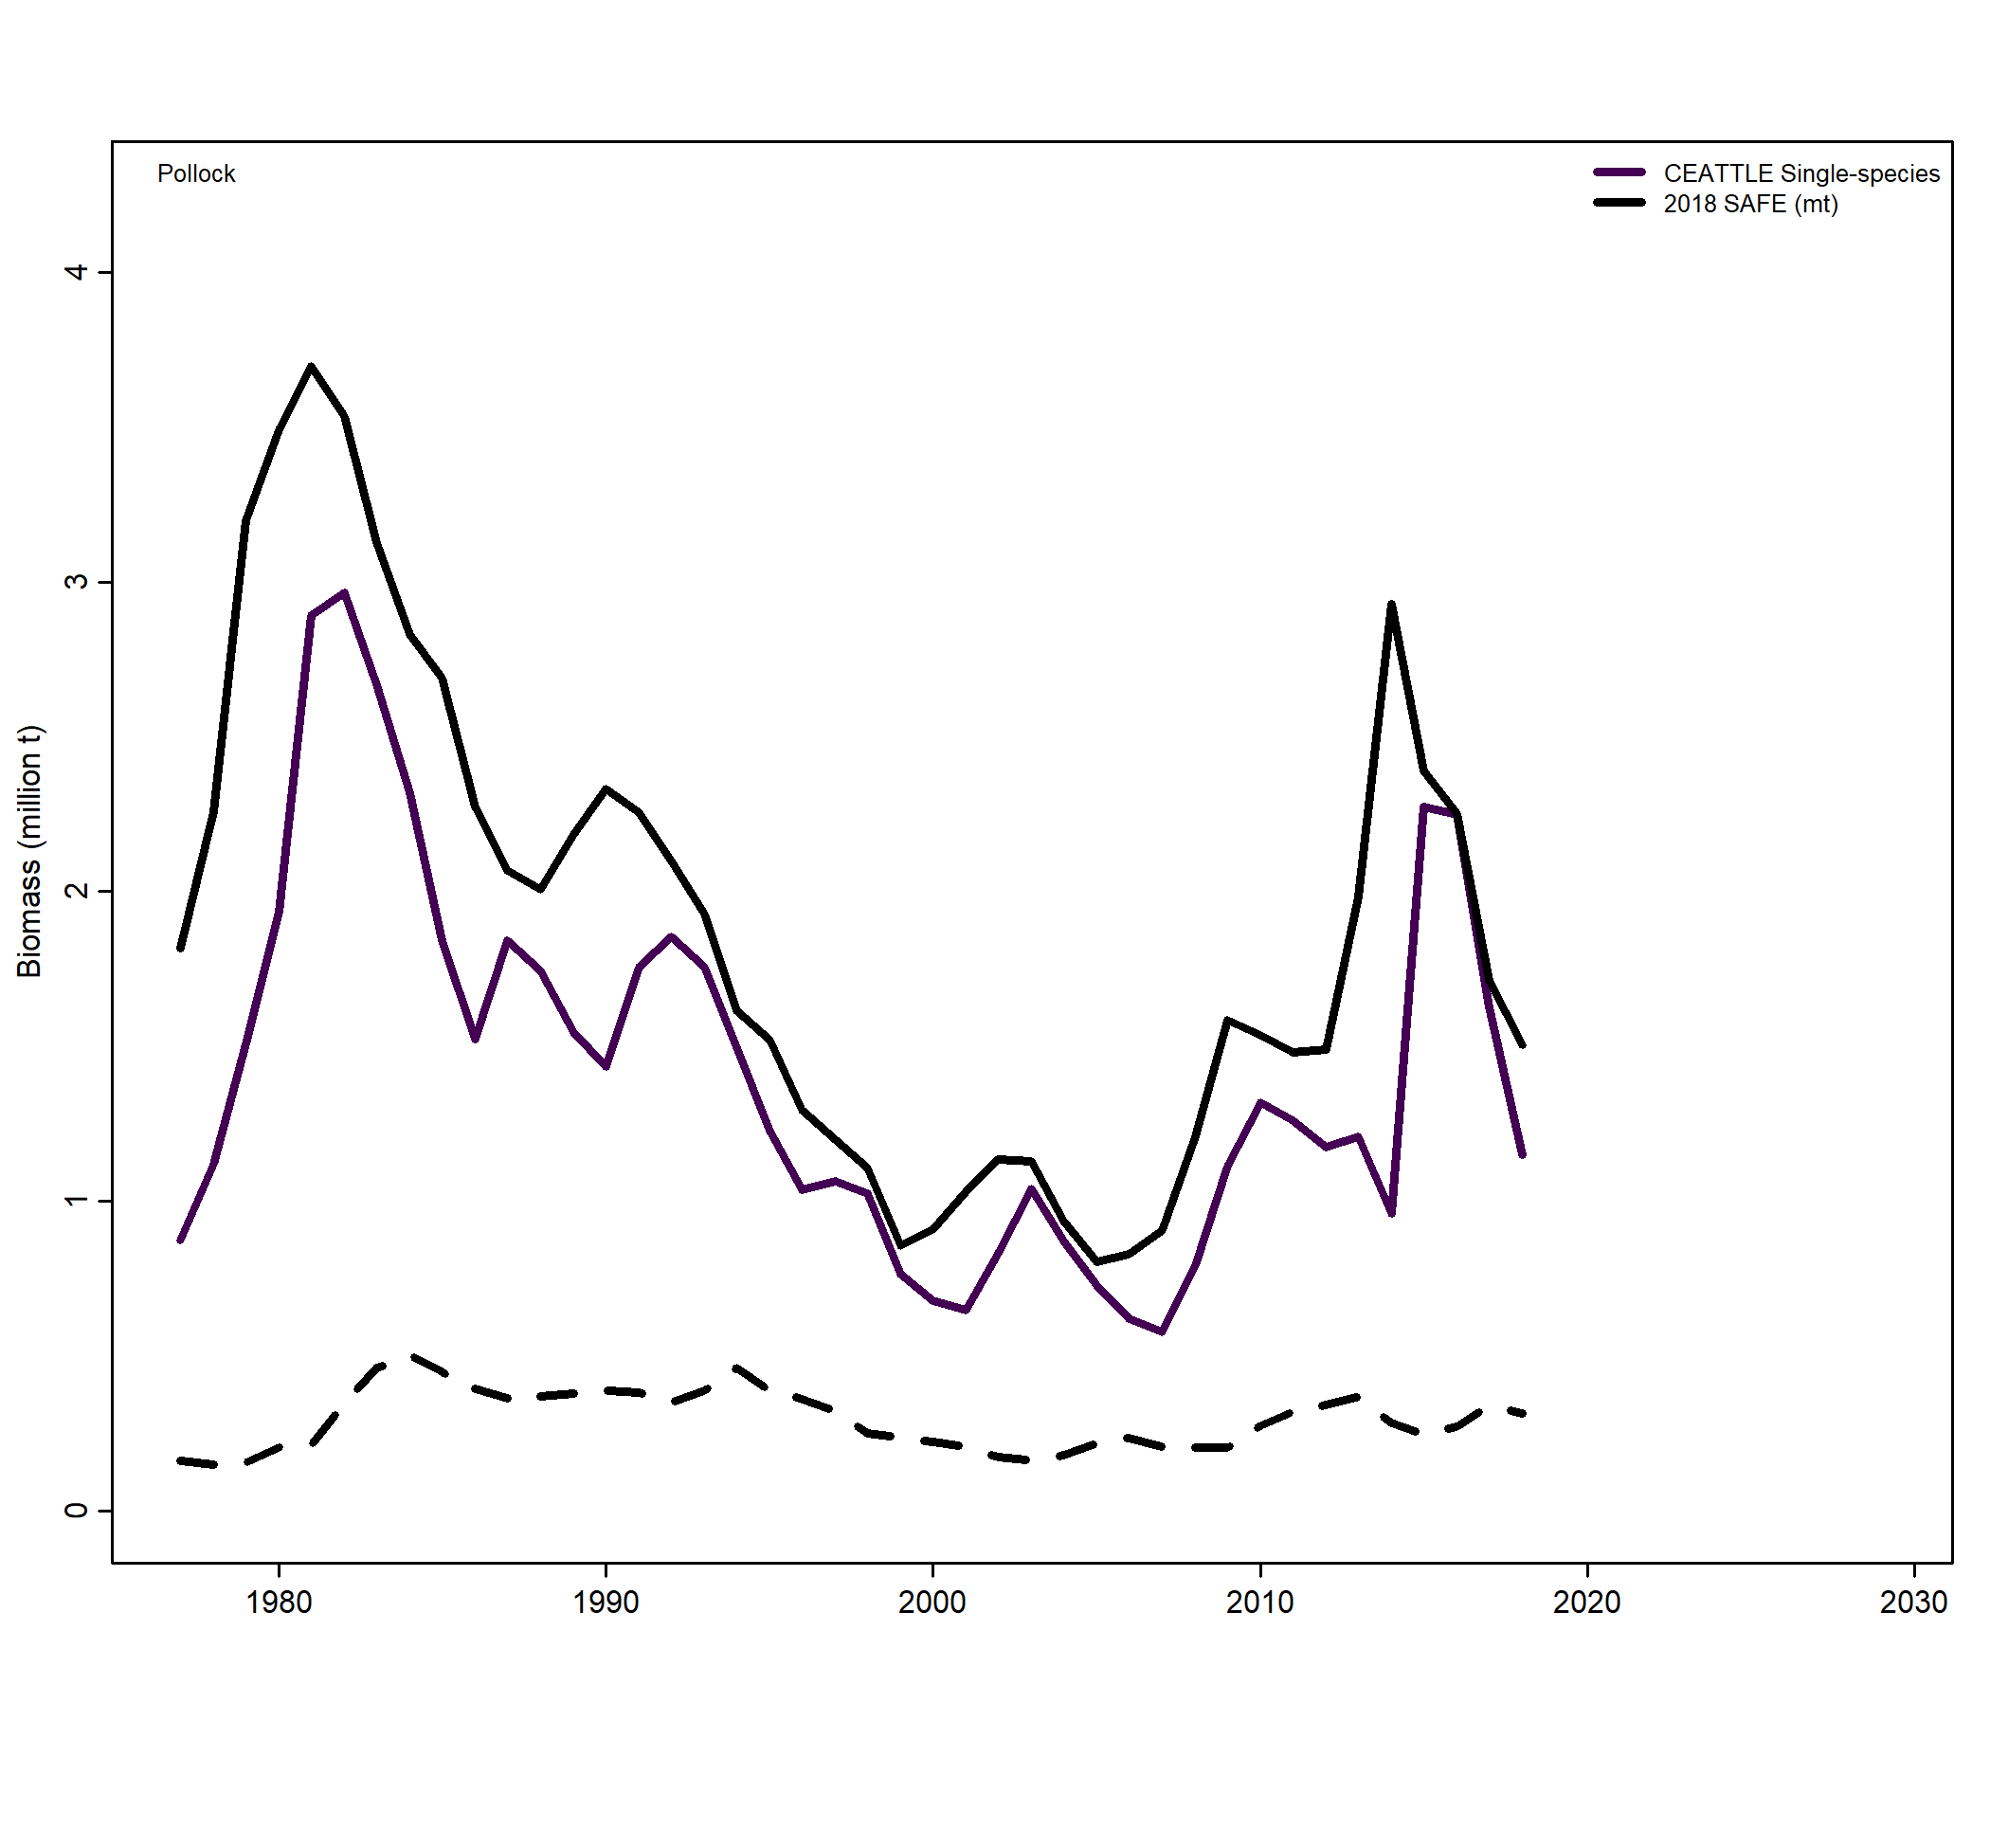 Pollock
CEATTLE Single-species
2018 SAFE (mt)
Biomass (million t)
4
3
2
1
0
1980 1990 2000 2010 2020 2030